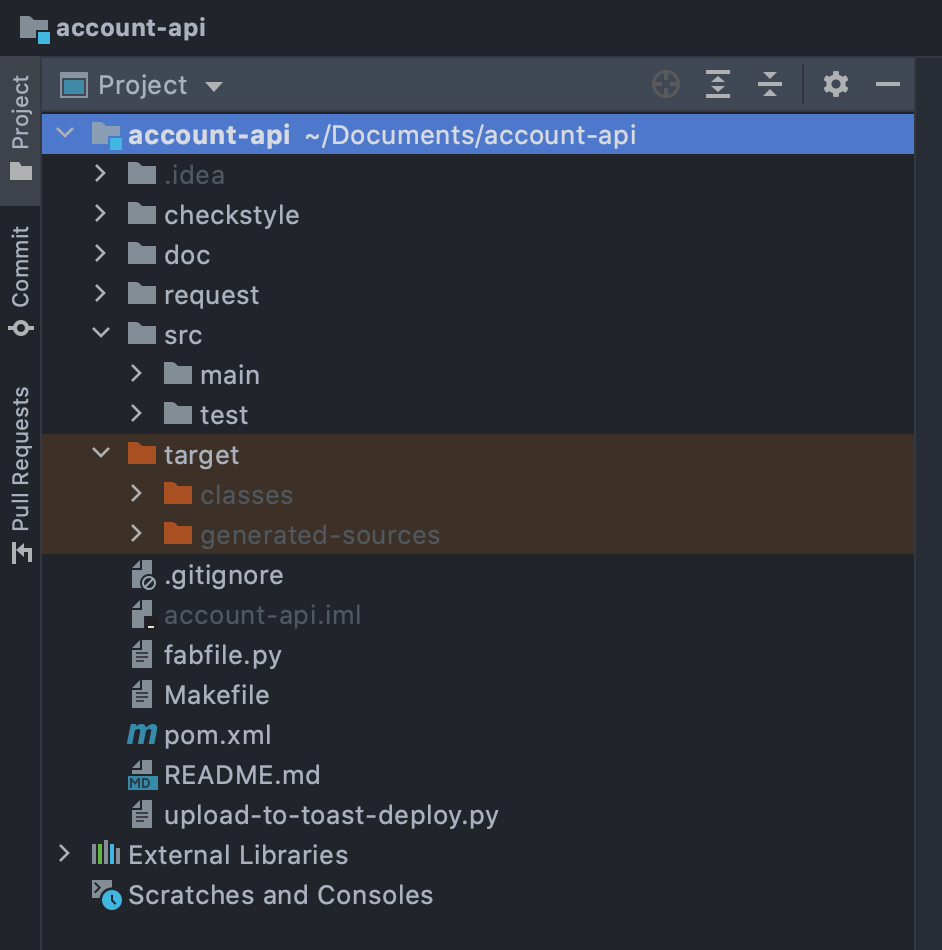 account-api
Project
Project
account-api ~/Documents/account-api
.idea
checkstyle
doc
request
Commit
src
main
test
Pull Requests
target
classes
generated-sources
.gitignore
account-api.iml
fabfile.py
Makefile
m pom.xml
MD README.md
upload-to-toast-deploy.py
External Libraries
Scratches and Consoles